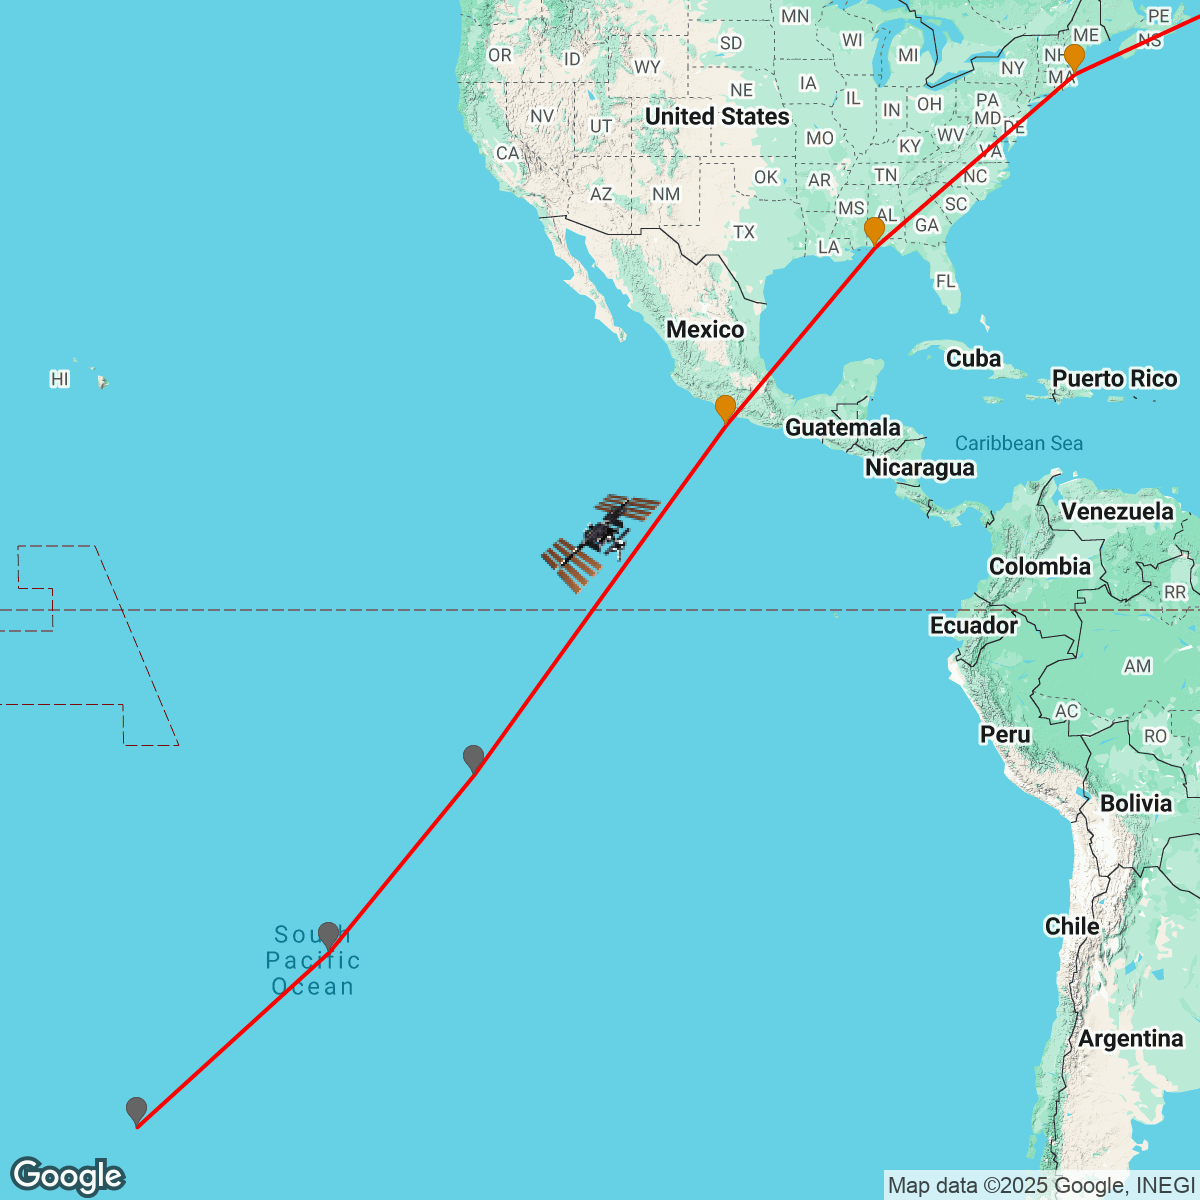 MN
PE
ME
NS
OR
ID
SD
WI
MI
NH
WY
NY
MA
NE
IA
IL
IN
OH
PA
NV
UT
United States
MD
DE
MO
KY
WV
VA
CA
OK
AR
TN
NC
AZ
NM
MS
AL
SC
GA
TX
LA
FL
Mexico
Cuba
HI
Puerto Rico
Guatemala
Caribbean Sea
Nicaragua
Venezuela
Colombia
RR
Ecuador
AM
AC
Peru
RO
Bolivia
Chile
South
Pacific
Ocean
Argentina
Google
Map data ©2025 Google, INEGI